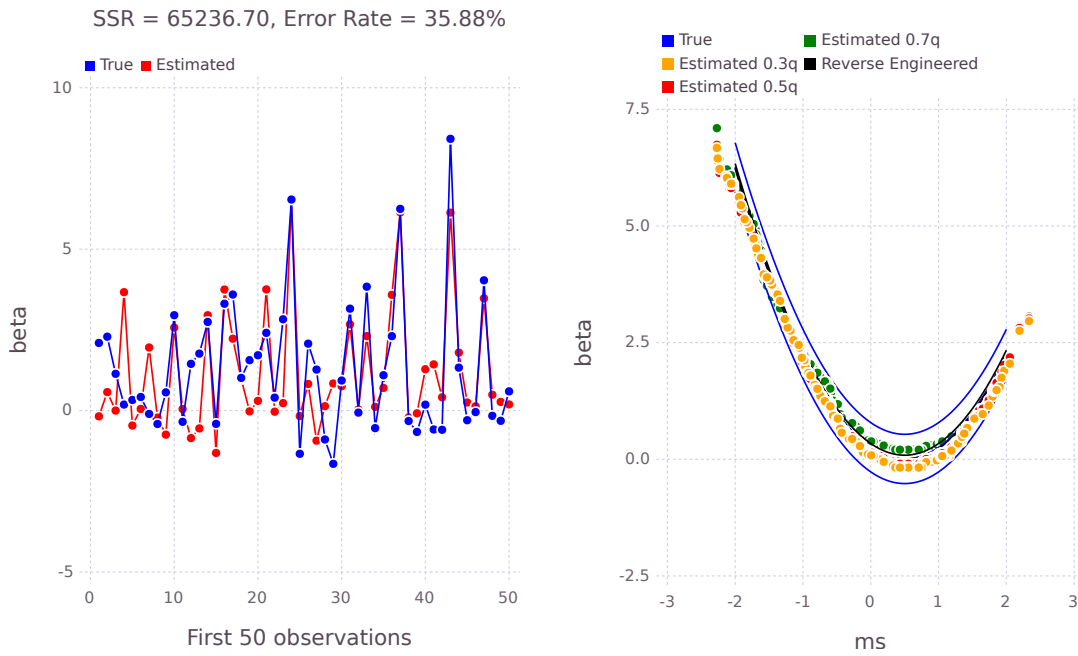 SSR = 65236.70, Error Rate = 35.88%
True Estimated
10
5
0
-5
beta
0 10 20 30 40 50
First 50 observations
True Estimated 0.7q
Estimated 0.3q Reverse Engineered
Estimated 0.5q
7.5
5.0
2.5
0.0
-2.5
beta
-3 -2 -1 0 1 2 3
ms